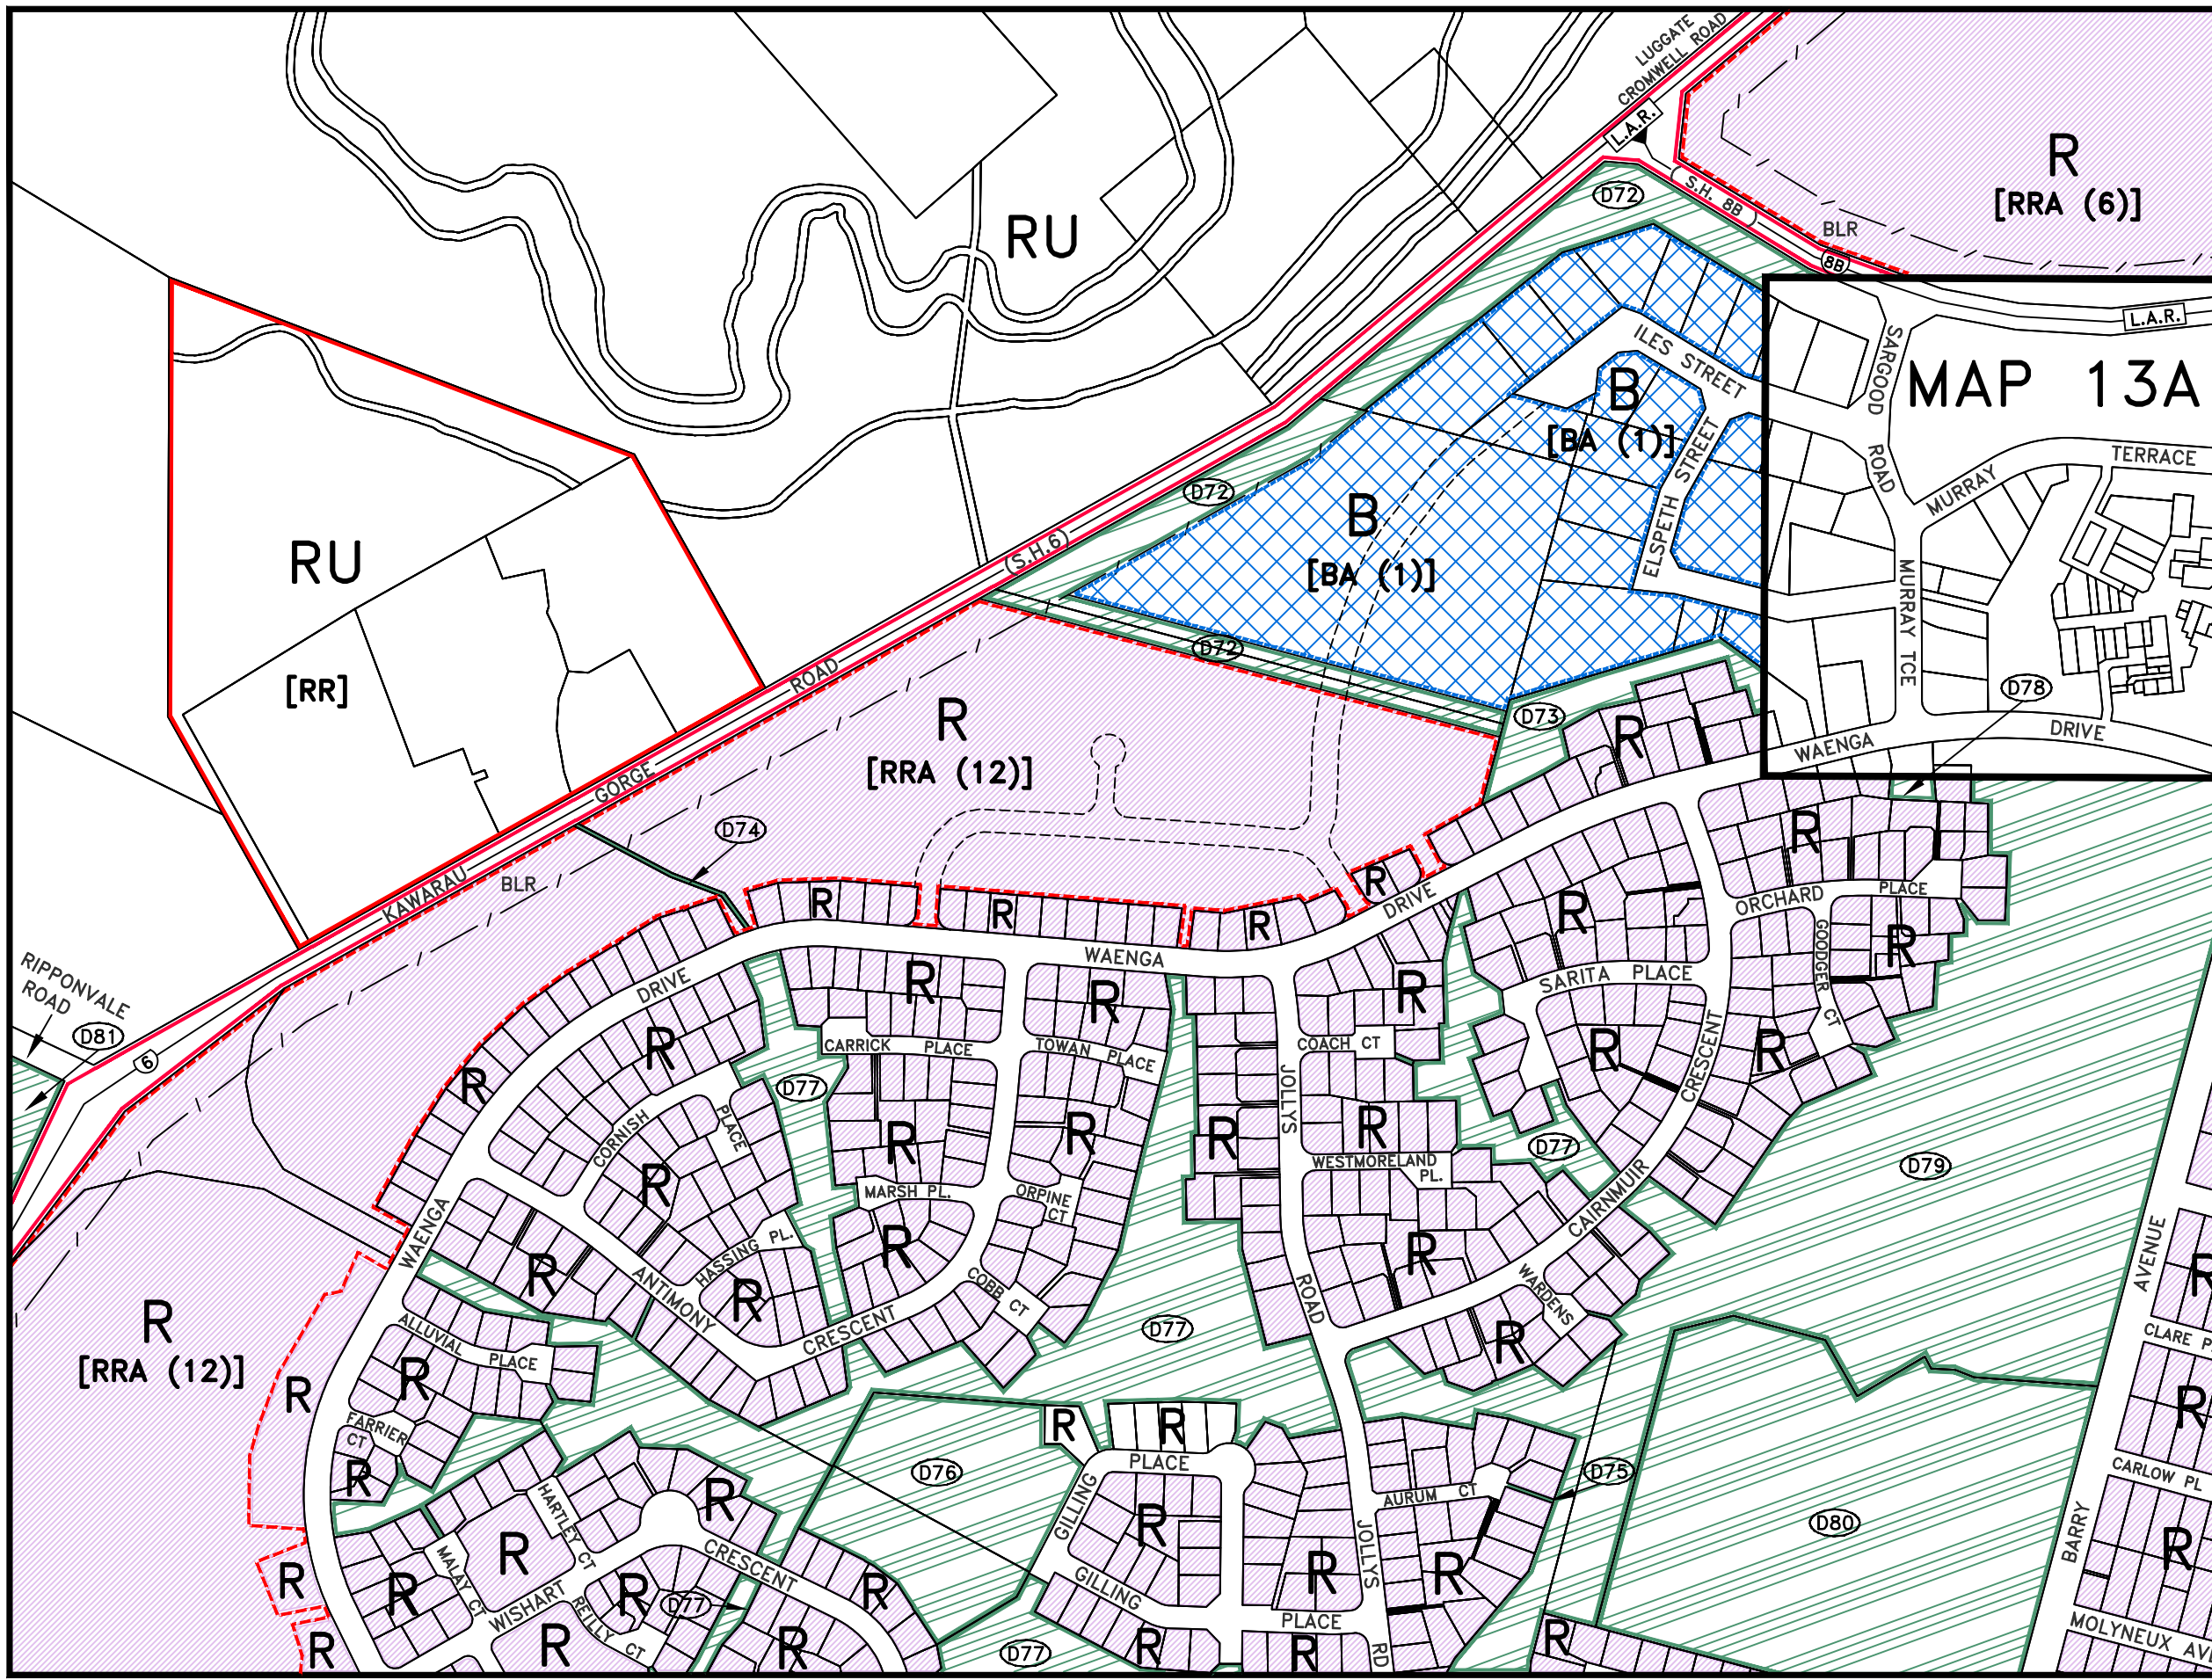 LUGGATE
CROMWELL ROAD
L.A.R.
R
[RRA (6)]
D72
S.H. 8B
BLR
8B
RU
L.A.R.
SARGOOD
ROAD
MAP 13A
ILES STREET
B
[BA (1)]
ELSPETH STREET
TERRACE
MURRAY
MURRAY TCE
D72
B
[BA (1)]
(S.H.6)
RU
[RR]
D72
ROAD
D78
D73
R
WAENGA
DRIVE
R
[RRA (12)]
GORGE
D74
KAWARAU
BLR
R
R
R
R
DRIVE
R
R
ORCHARD
PLACE
GOODGER
CT
R
RIPPONVALE
ROAD
D81
6
WAENGA
DRIVE
R
R
R
SARITA PLACE
R
R
R
R
CARRICK PLACE
TOWAN PLACE
COACH CT
CRESCENT
D77
JOLLYS
CORNISH
PLACE
R
R
R
R
R
WESTMORELAND
PL.
D77
D79
MARSH PL.
ORPINE
CT
CAIRNMUIR
WAENGA
HASSING PL.
R
R
R
R
ANTIMONY
CRESCENT
COBB CT
ROAD
WARDENS
AVENUE
R
R
[RRA (12)]
R
ALLUVIAL PLACE
R
D77
R
CLARE P
FARRIER
CT
R
R
R
R
D76
PLACE
D75
CARLOW PL
HARTLEY CT
R
GILLING
R
AURUM CT
D80
BARRY
R
MALAY CT
R
CRESCENT
R
R
WISHART
R
REILLY CT
D77
R
GILLING
PLACE
R
JOLLYS
RD
R
R
MOLYNEUX AV
R
R
R
D77
R
R
R